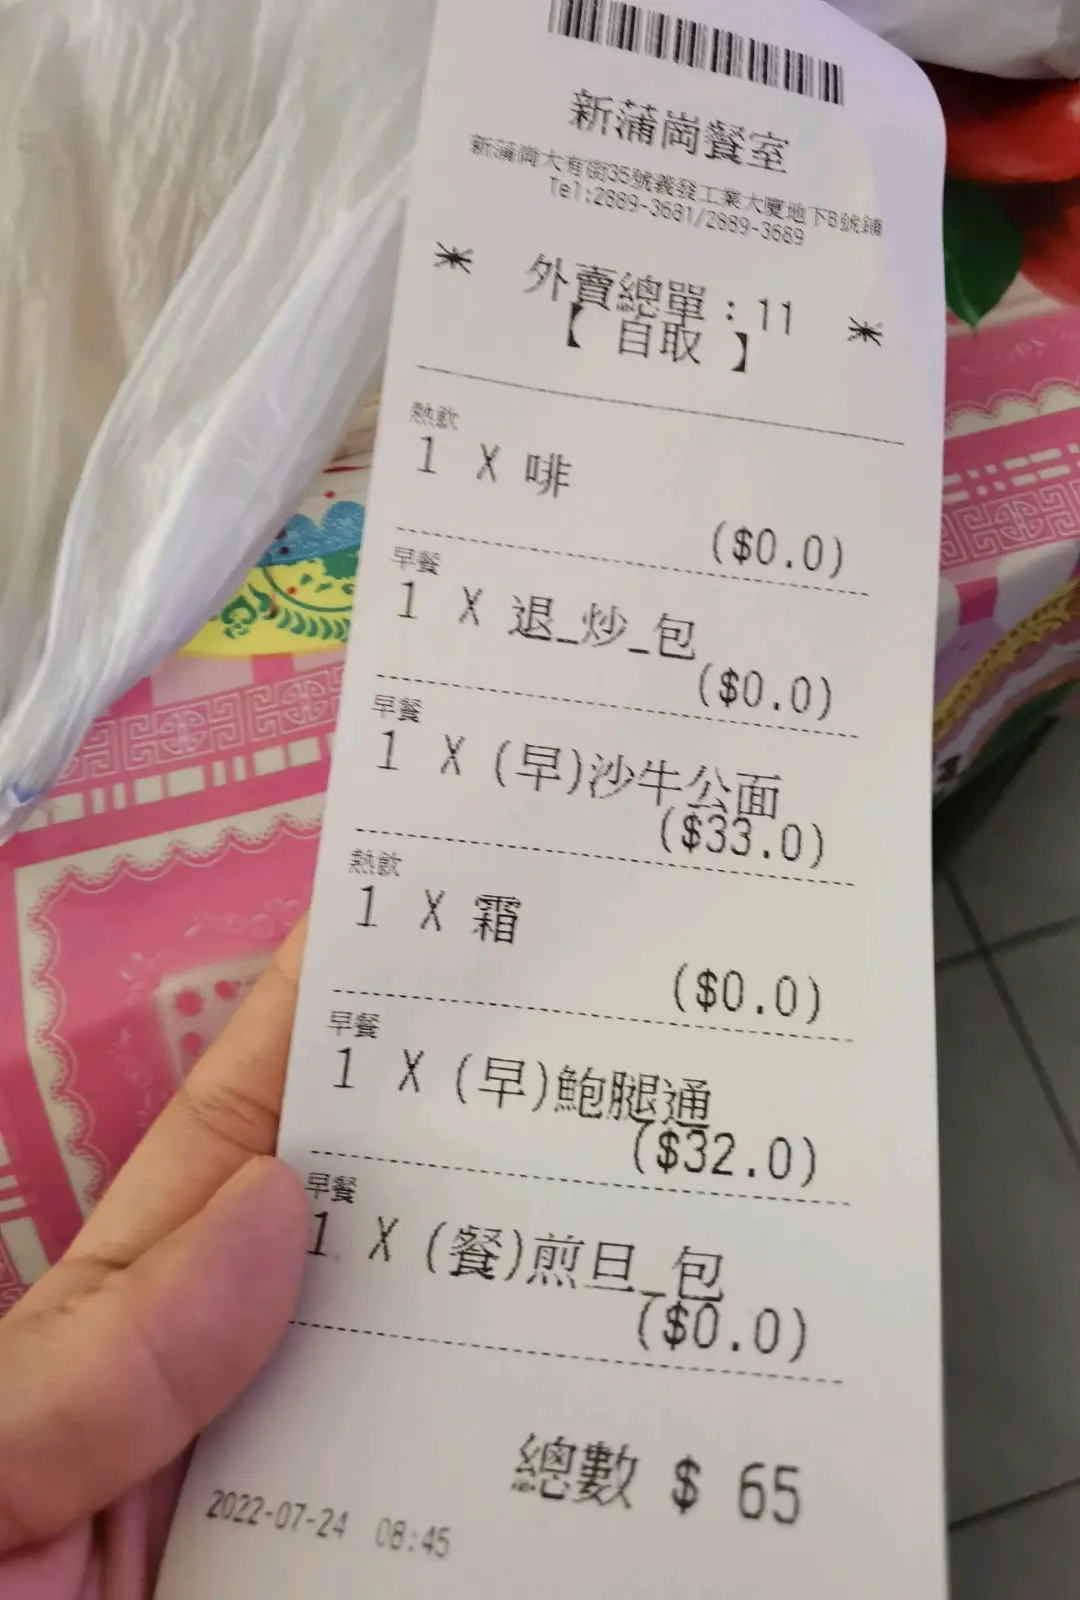 新蒲崗餐室
新蒲崗大有街35號義發工業大廈地下B號鋪
Tel:2889-3681/2889-3689
* 外賣總單:11 *
【 自取 】
熱飲
1 X 啡
($0.0)
早餐
1 X 退_炒_包
($0.0)
早餐
1 X (早)沙牛公面
($33.0)
熱飲
1 X 霜
($0.0)
早餐
1 X (早)鮑腿通
($32.0)
早餐
1 X (餐)煎旦_包
($0.0)
總數 $ 65
2022-07-24 08:45